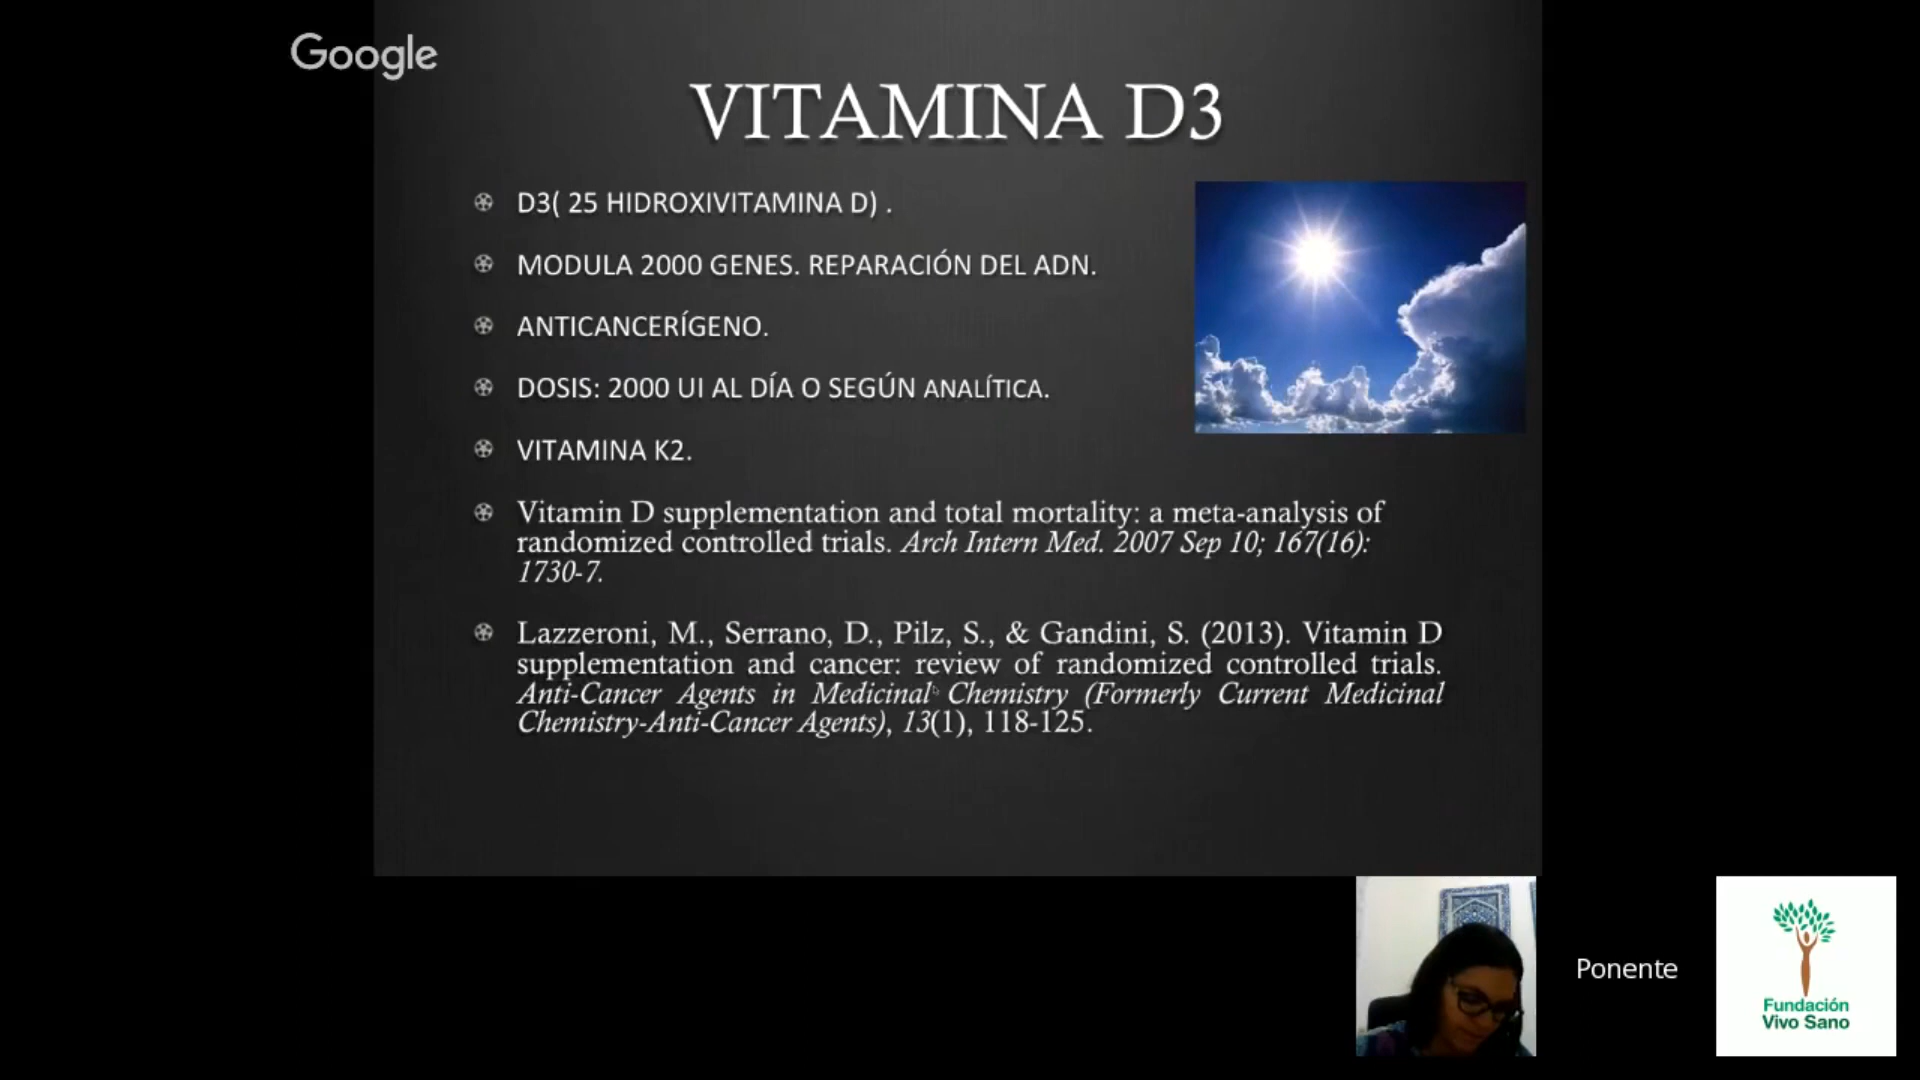 Google
VITAMINA D3
D3( 25 HIDROXIVITAMINA D) .
MODULA 2000 GENES. REPARACIÓN DEL ADN.
ANTICANCERÍGENO.
DOSIS: 2000 UI AL DÍA O SEGÚN ANALÍTICA.
VITAMINA K2.
Vitamin D supplementation and total mortality: a meta-analysis of
randomized controlled trials. Arch Intern Med. 2007 Sep 10; 167(16):
1730-7.
Lazzeroni, M., Serrano, D., Pilz, S., & Gandini, S. (2013). Vitamin D
supplementation and cancer: review of randomized controlled trials.
Anti-Cancer Agents in Medicinal Chemistry (Formerly Current Medicinal
Chemistry-Anti-Cancer Agents), 13(1), 118-125.
Ponente
Fundación
Vivo Sano